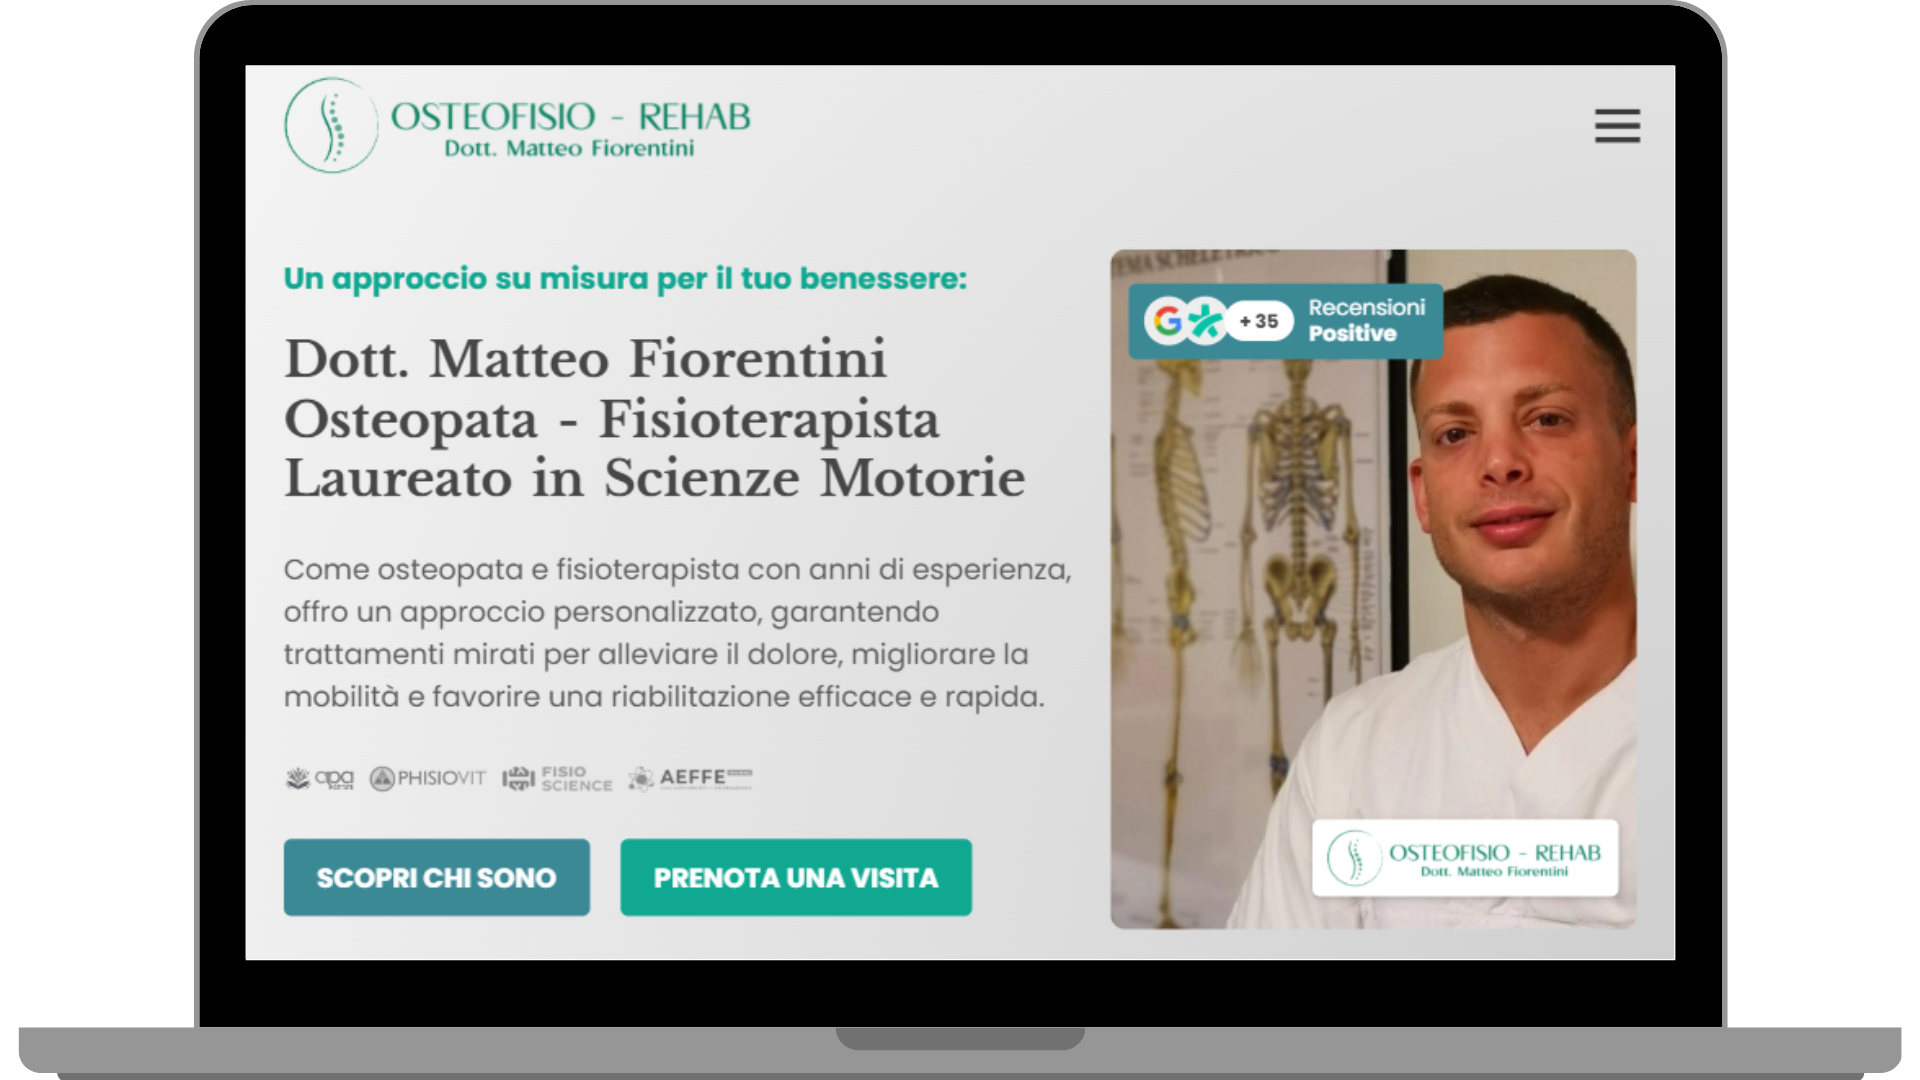 OSTEOFISIO - REHAB
Dott. Matteo Fiorentini
Un approccio su misura per il tuo benessere:
Dott. Matteo Fiorentini
Osteopata - Fisioterapista
Laureato in Scienze Motorie
Come osteopata e fisioterapista con anni di esperienza,
offro un approccio personalizzato, garantendo
trattamenti mirati per alleviare il dolore, migliorare la
mobilità e favorire una riabilitazione efficace e rapida.
apa PHISIOVIT FISIO SCIENCE AEFFE
SCOPRI CHI SONO PRENOTA UNA VISITA
EMA SCHELETRICO
G +35 Recensioni
Positive
OSTEOFISIO - REHAB
Dott. Matteo Fiorentini